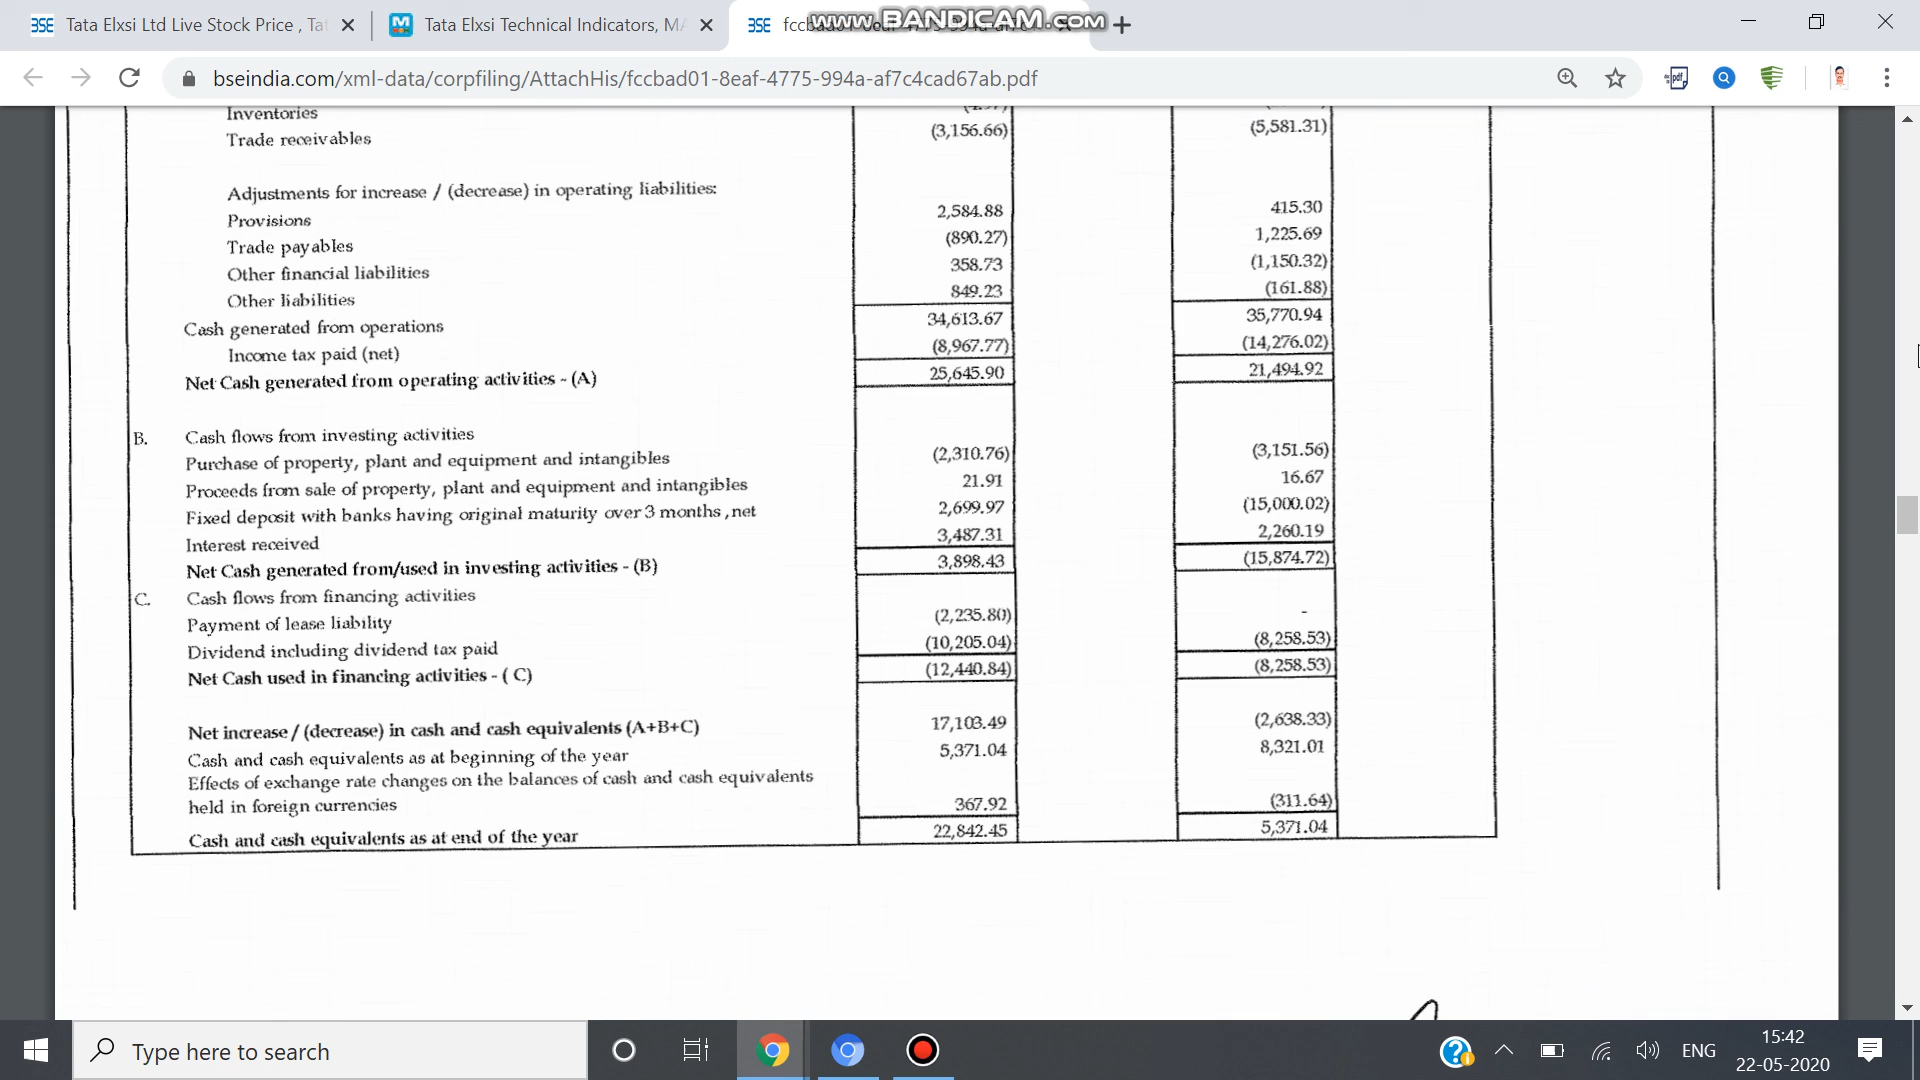 Tata Elxsi Ltd Live Stock Price , Tat
Tata Elxsi Technical Indicators, MA
www.BANDICAM.com
bseindia.com/xml-data/corpfiling/AttachHis/fccbad01-8eaf-4775-994a-af7c4cad67ab.pdf
Inventories
Trade receivables (3,156.66) (5,581.31)
Adjustments for increase / (decrease) in operating liabilities:
Provisions 2,584.88 415.30
Trade payables (890.27) 1,225.69
Other financial liabilities 358.73 (1,150.32)
Other liabilities 849.23 (161.88)
Cash generated from operations 34,613.67 35,770.94
Income tax paid (net) (8,967.77) (14,276.02)
Net Cash generated from operating activities - (A) 25,645.90 21,494.92
B. Cash flows from investing activities
Purchase of property, plant and equipment and intangibles (2,310.76) (3,151.56)
Proceeds from sale of property, plant and equipment and intangibles 21.91 16.67
Fixed deposit with banks having original maturity over 3 months , net 2,699.97 (15,000.02)
Interest received 3,487.31 2,260.19
Net Cash generated from/used in investing activities - (B) 3,898.43 (15,874.72)
C. Cash flows from financing activities
Payment of lease liability (2,235.80) -
Dividend including dividend tax paid (10,205.04) (8,258.53)
Net Cash used in financing activities - ( C) (12,440.84) (8,258.53)
Net increase / (decrease) in cash and cash equivalents (A+B+C) 17,103.49 (2,638.33)
Cash and cash equivalents as at beginning of the year 5,371.04 8,321.01
Effects of exchange rate changes on the balances of cash and cash equivalents
held in foreign currencies 367.92 (311.64)
Cash and cash equivalents as at end of the year 22,842.45 5,371.04
Type here to search
ENG
15:42
22-05-2020